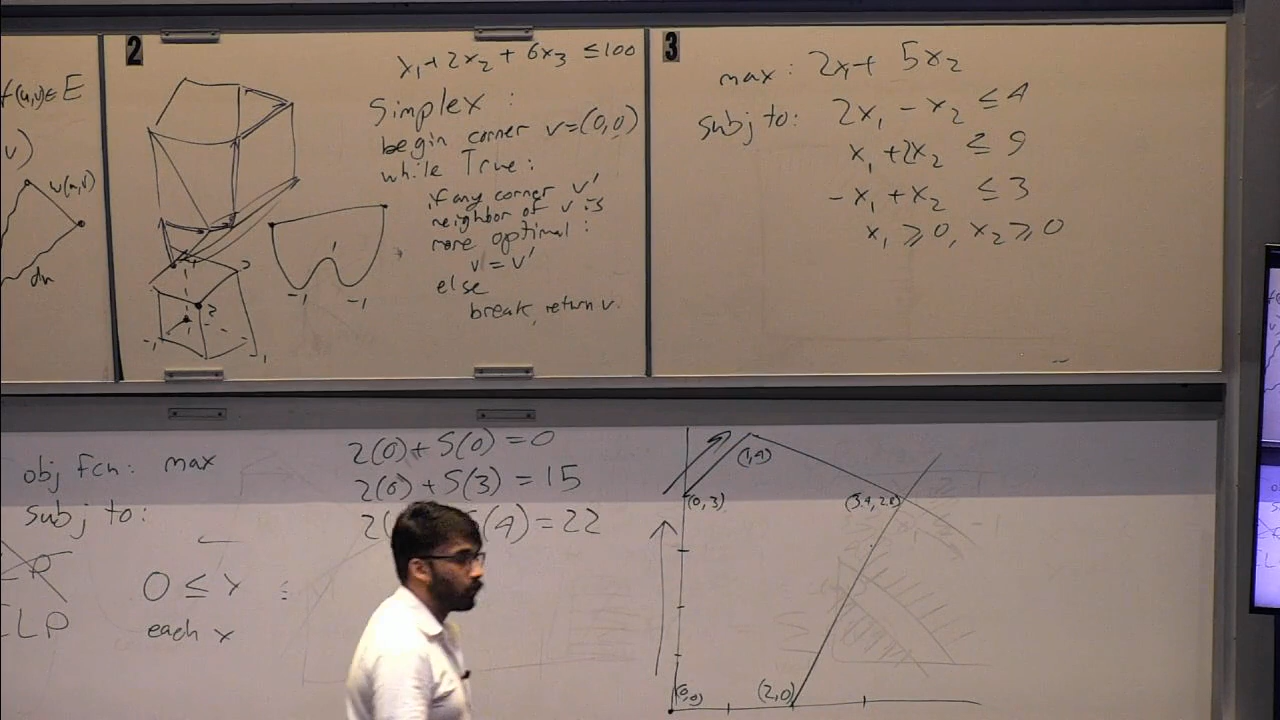 f(u,v)∈E
v)
w(u,v)
du
2
x₁+2x₂+6x₃ ≤100
Simplex:
begin corner v=(0,0)
while True:
if any corner v'
neighbor of v is
more optimal:
v=v'
else
break, return v.
-1 -1
3
max: 2x₁+ 5x₂
subj to: 2x₁ - x₂ ≤ 4
x₁ +2x₂ ≤ 9
-x₁ + x₂ ≤ 3
x₁ ≥0, x₂ ≥0
obj fcn: max
subj to:
LP
ILP
0 ≤ x
each x
2(0)+5(0)=0
2(0)+5(3)=15
2( (4)=22
(1,4)
(0,3)
(3.4,2.8)
(0,0)
(2,0)